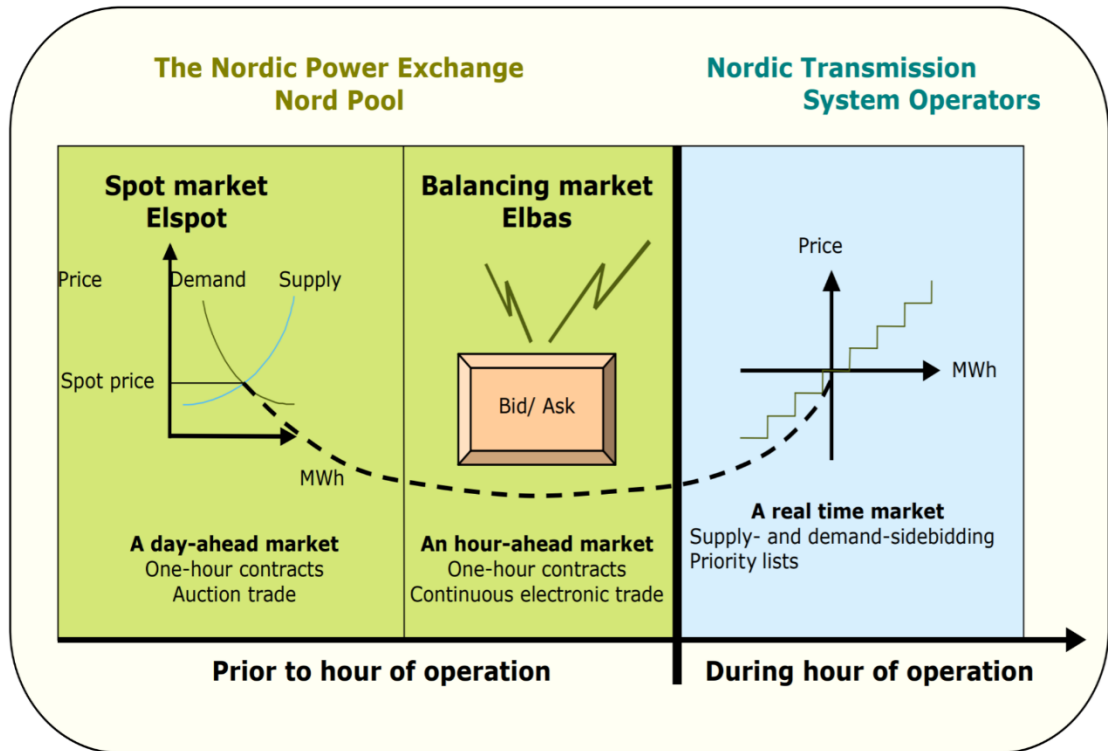 The Nordic Power Exchange
Nord Pool
Nordic Transmission
System Operators
Spot market
Elspot
Price
Demand
Supply
Spot price
MWh
A day-ahead market
One-hour contracts
Auction trade
Balancing market
Elbas
Bid/ Ask
An hour-ahead market
One-hour contracts
Continuous electronic trade
Price
MWh
A real time market
Supply- and demand-sidebidding
Priority lists
Prior to hour of operation
During hour of operation